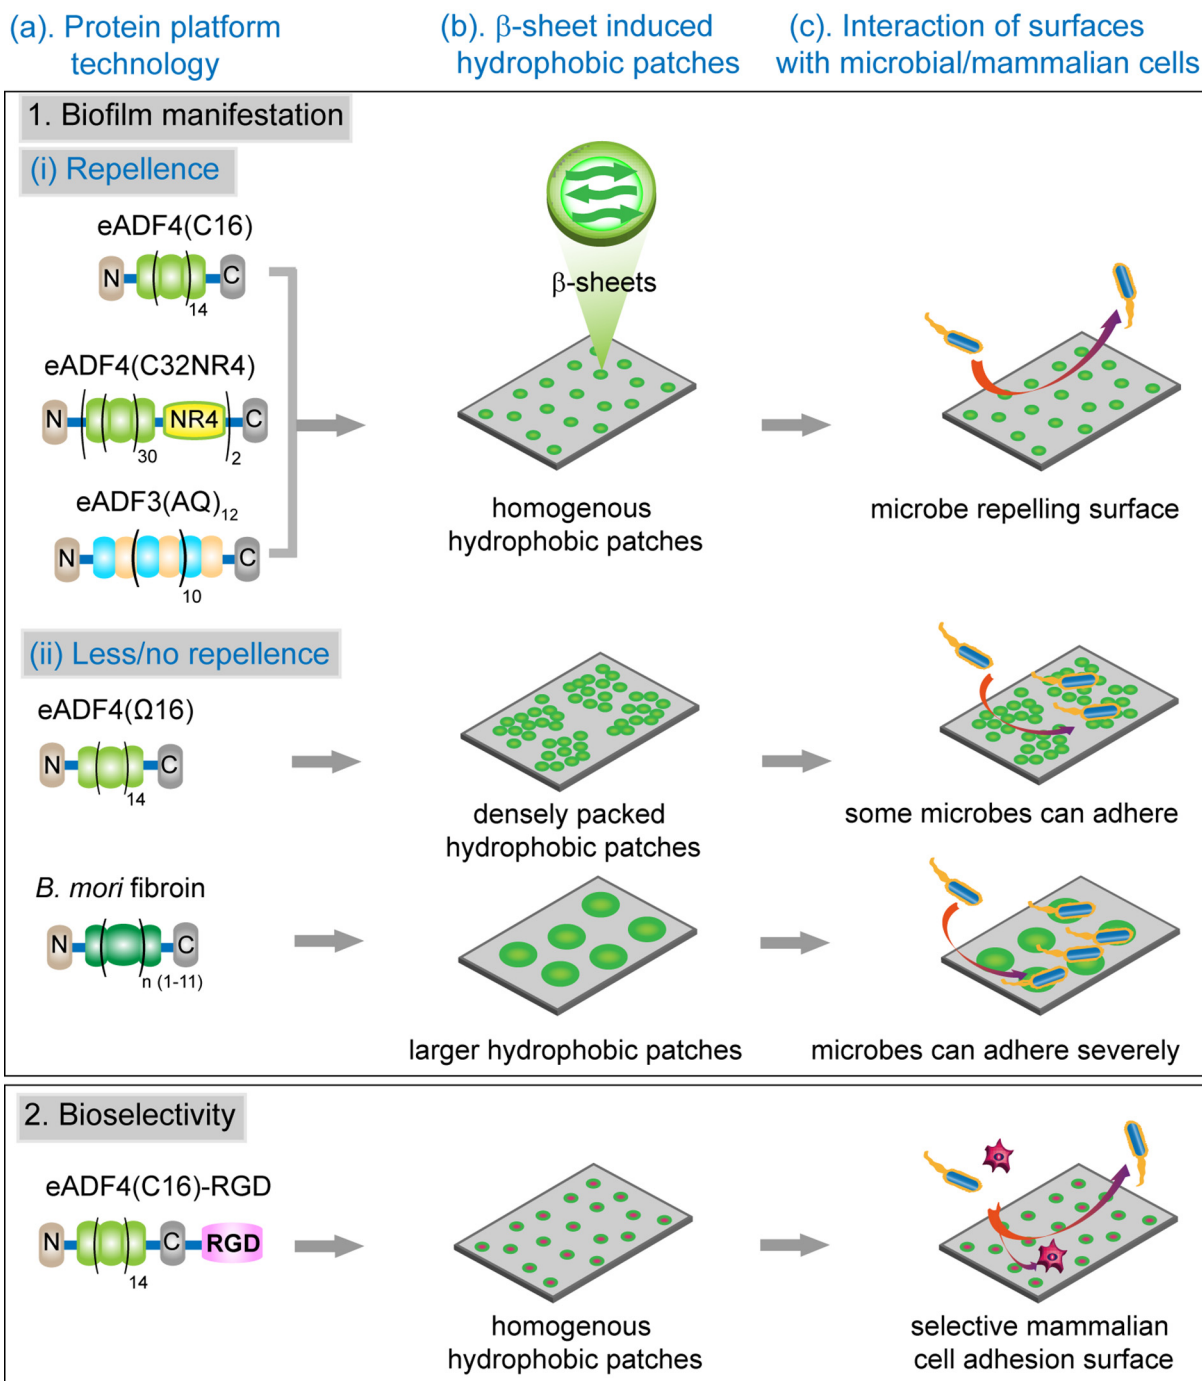 (a). Protein platform
technology
(b). β-sheet induced
hydrophobic patches
(c). Interaction of surfaces
with microbial/mammalian cells
1. Biofilm manifestation
(i) Repellence
eADF4(C16)
N
C
14
β-sheets
eADF4(C32NR4)
N
NR4
C
30
2
eADF3(AQ)12
N
C
10
homogenous
hydrophobic patches
microbe repelling surface
(ii) Less/no repellence
eADF4(Ω16)
N
C
14
densely packed
hydrophobic patches
some microbes can adhere
B. mori fibroin
N
C
n (1-11)
larger hydrophobic patches
microbes can adhere severely
2. Bioselectivity
eADF4(C16)-RGD
N
C
RGD
14
homogenous
hydrophobic patches
selective mammalian
cell adhesion surface